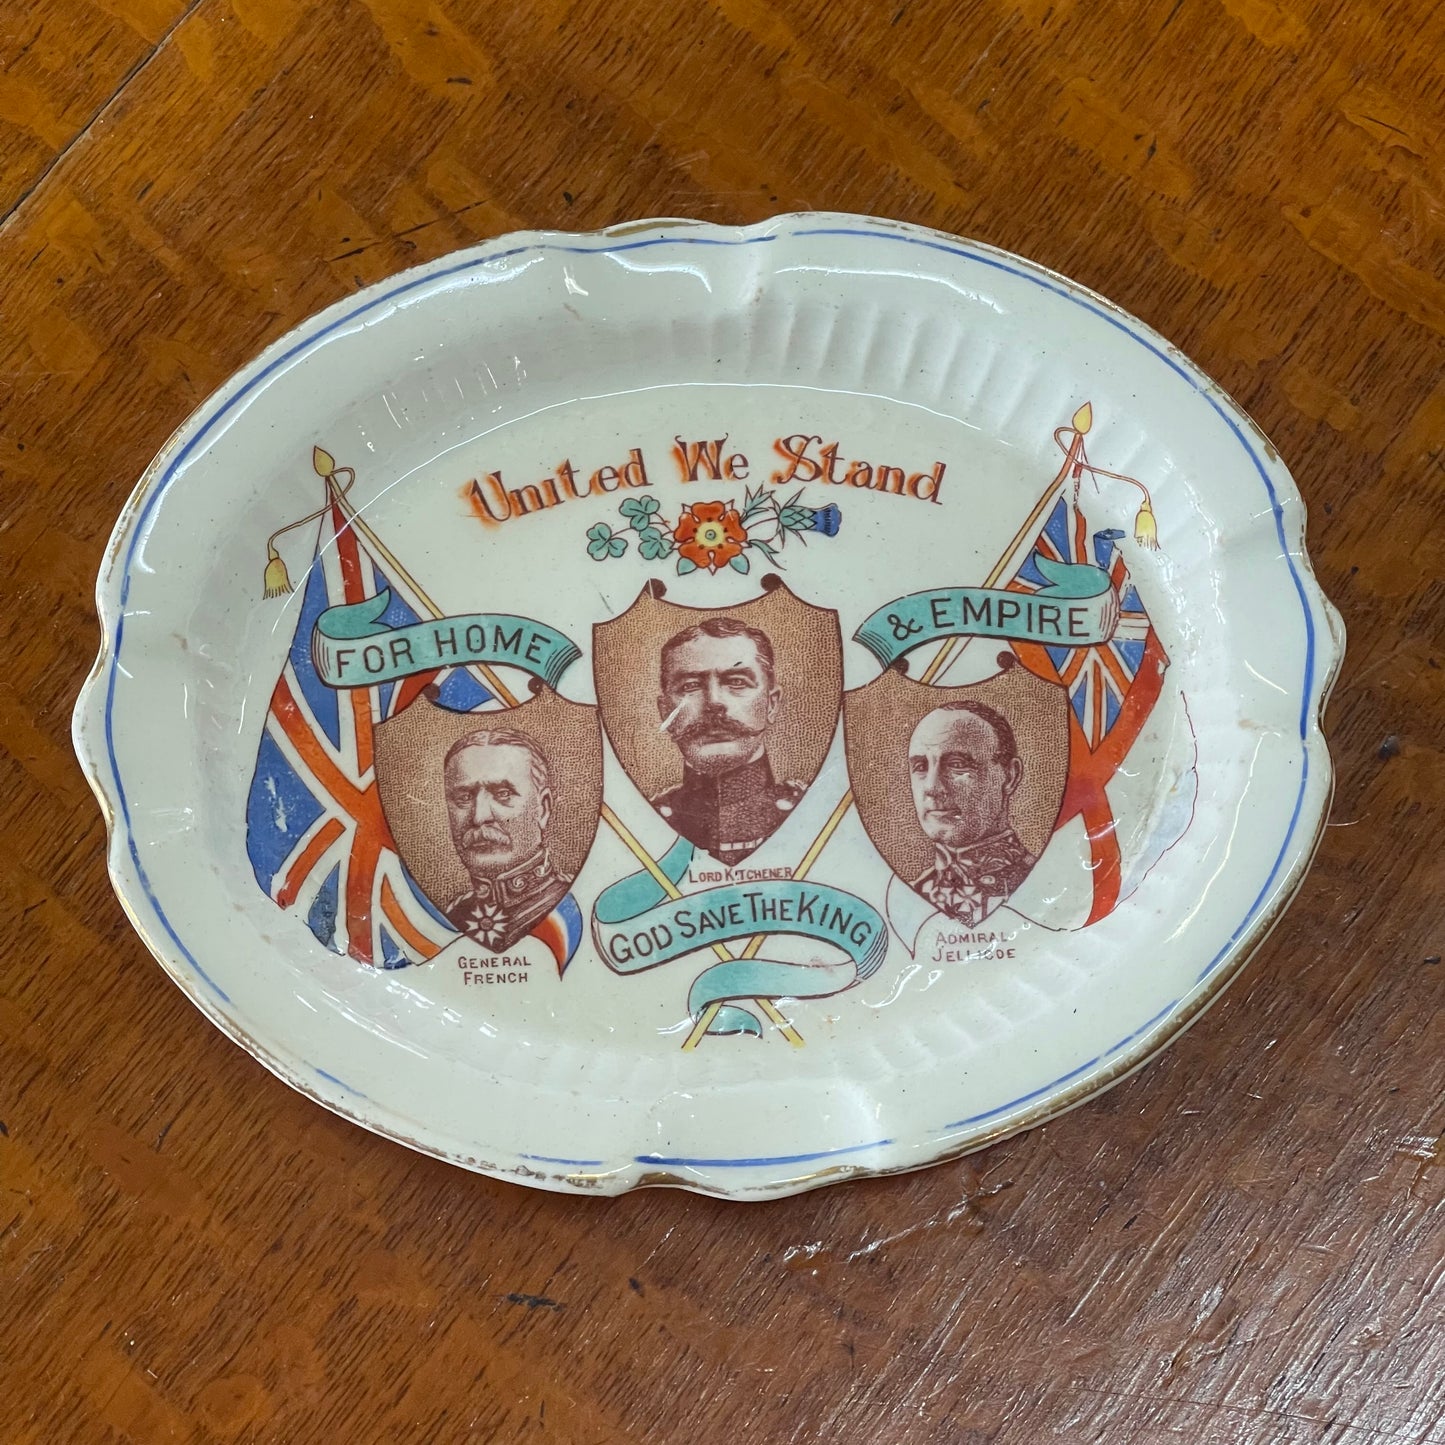 United We Stand
FOR HOME
& EMPIRE
LORD KITCHENER
GOD SAVE THE KING
GENERAL
FRENCH
ADMIRAL
JELLICOE